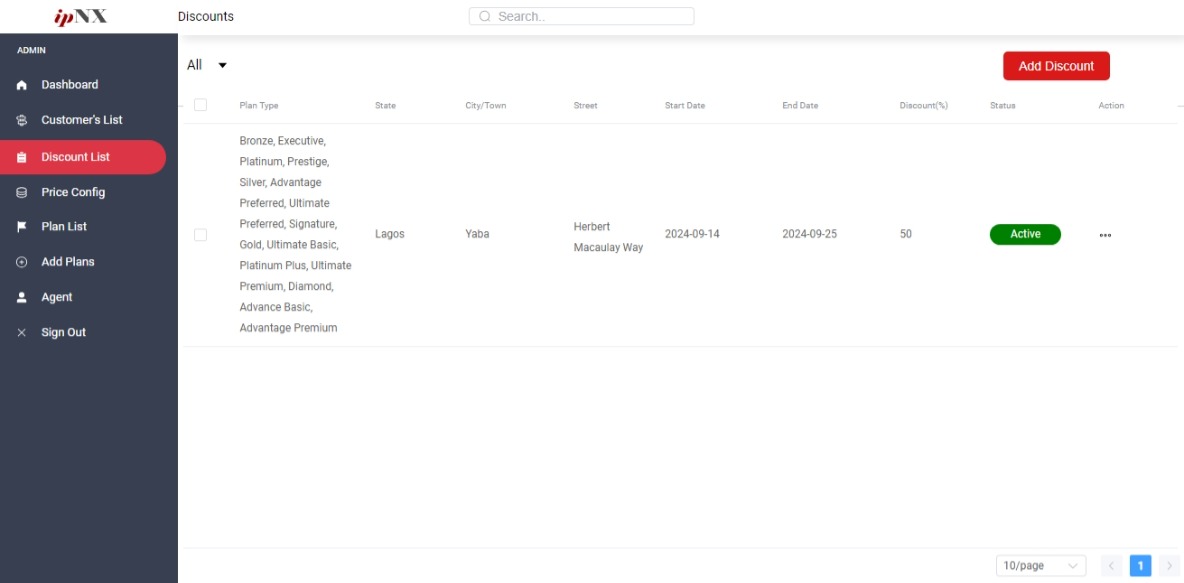 ipNX
Discounts
Search..
ADMIN
Dashboard
Customer's List
Discount List
Price Config
Plan List
Add Plans
Agent
Sign Out
All
Add Discount
Plan Type State City/Town Street Start Date End Date Discount(%) Status Action
Bronze, Executive,
Platinum, Prestige,
Silver, Advantage
Preferred, Ultimate
Preferred, Signature,
Gold, Ultimate Basic,
Platinum Plus, Ultimate
Premium, Diamond,
Advance Basic,
Advantage Premium
Lagos
Yaba
Herbert
Macaulay Way
2024-09-14
2024-09-25
50
Active
10/page
1